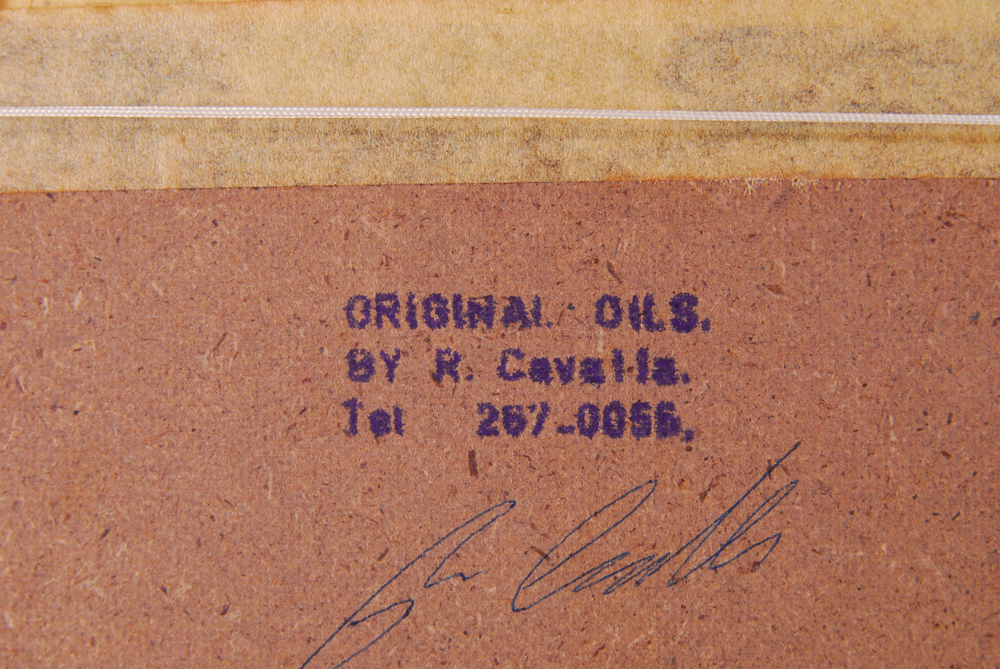 ORIGINAL OILS.
BY R. Cavalla.
Tel 267-0056,